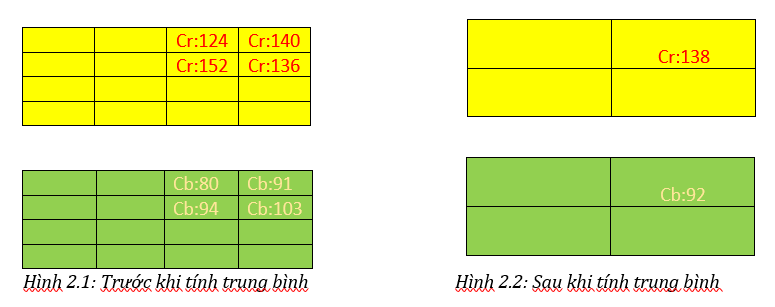 Cr:124 Cr:140
Cr:152 Cr:136
Cr:138
Cb:80 Cb:91
Cb:94 Cb:103
Cb:92
Hình 2.1: Trước khi tính trung bình
Hình 2.2: Sau khi tính trung bình